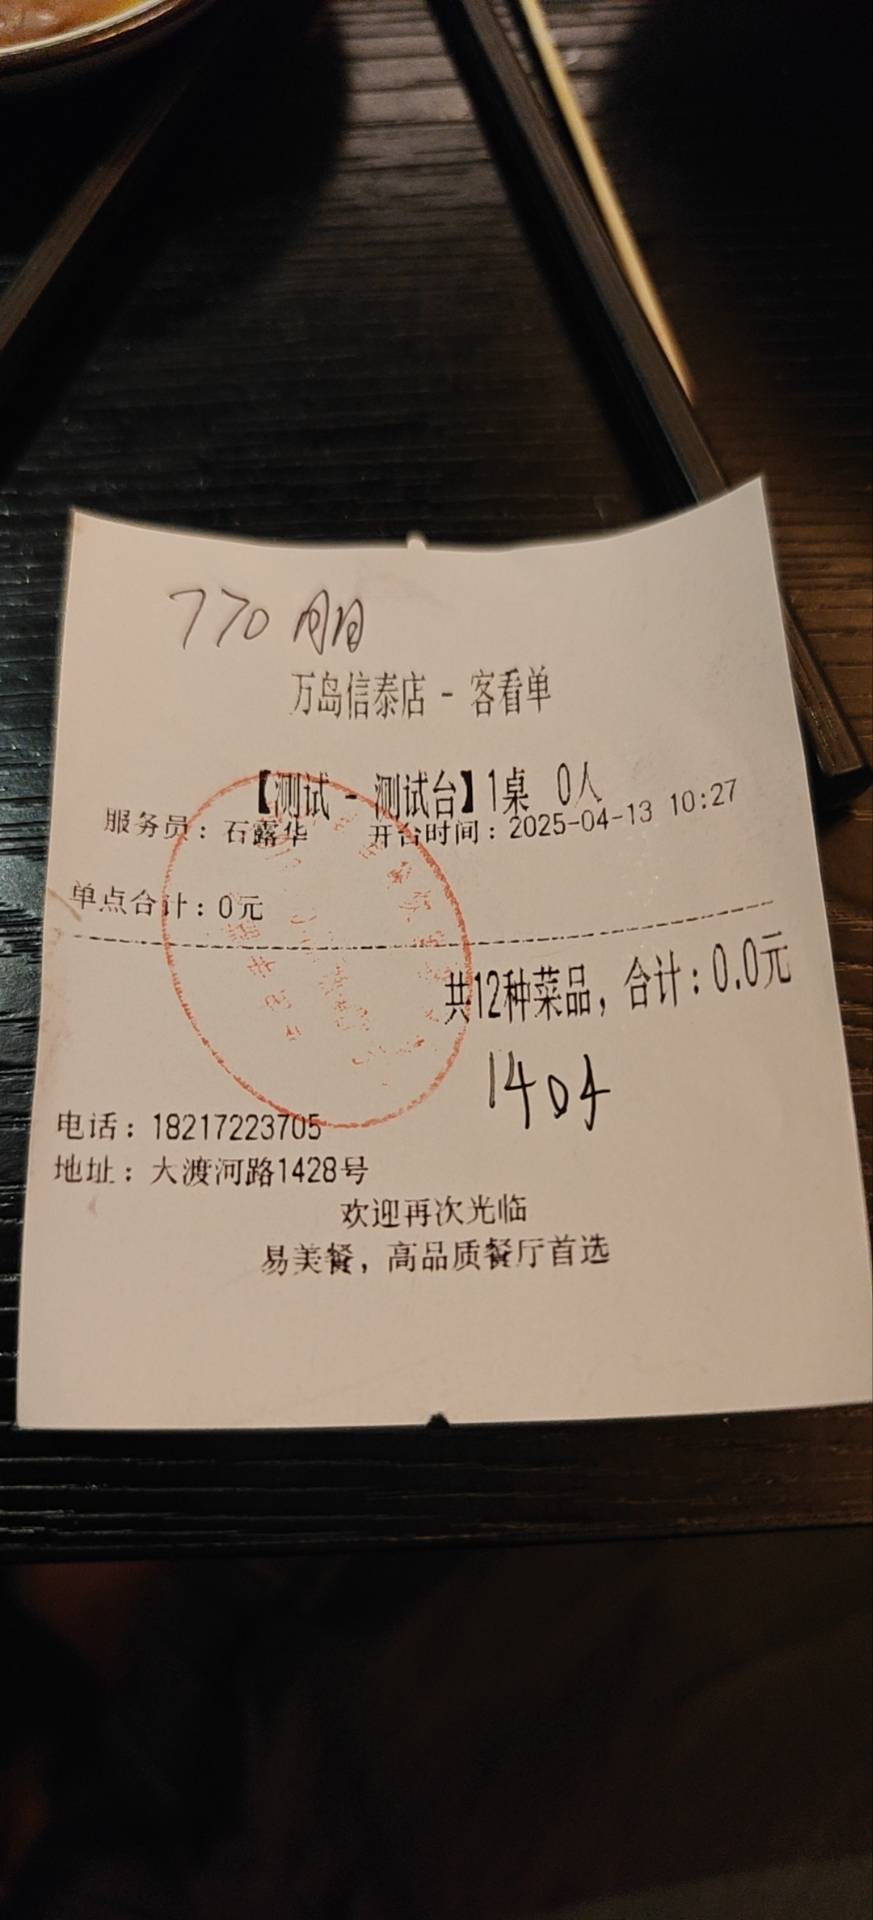 770
万岛信泰店 - 客看单
【测试 - 测试台】1桌 0人
服务员：石露华 开台时间：2025-04-13 10:27
单点合计：0元
共12种菜品，合计：0.0元
电话：18217223705
地址：大渡河路1428号
欢迎再次光临
易美餐，高品质餐厅首选